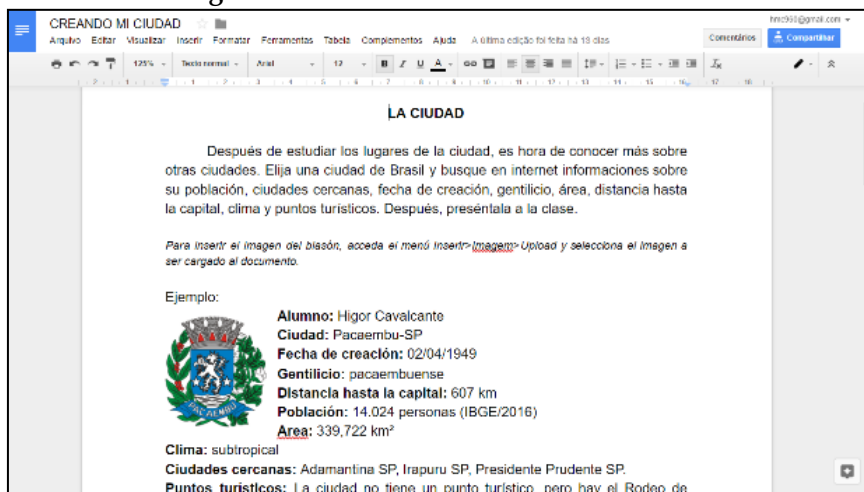 CREANDO MI CIUDAD
hmc960@gmail.com
Arquivo Editar Visualizar Inserir Formatar Ferramentas Tabela Complementos Ajuda A última edição foi feita há 19 dias
Comentários Compartilhar
125% Texto normal Arial 12
LA CIUDAD
Después de estudiar los lugares de la ciudad, es hora de conocer más sobre
otras ciudades. Elija una ciudad de Brasil y busque en internet informaciones sobre
su población, ciudades cercanas, fecha de creación, gentilicio, área, distancia hasta
la capital, clima y puntos turísticos. Después, preséntala a la clase.
Para inserir el imagen del blasón, acceda el menú Inserir>Imagem>Upload y selecciona el imagen a
ser cargado al documento.
Ejemplo:
Alumno: Higor Cavalcante
Ciudad: Pacaembu-SP
Fecha de creación: 02/04/1949
Gentilicio: pacaembuense
Distancia hasta la capital: 607 km
Población: 14.024 personas (IBGE/2016)
Area: 339,722 km²
PACAEMBU
Clima: subtropical
Ciudades cercanas: Adamantina SP, Irapuru SP, Presidente Prudente SP.
Puntos turísticos: La ciudad no tiene un punto turístico, pero hay el Rodeo de